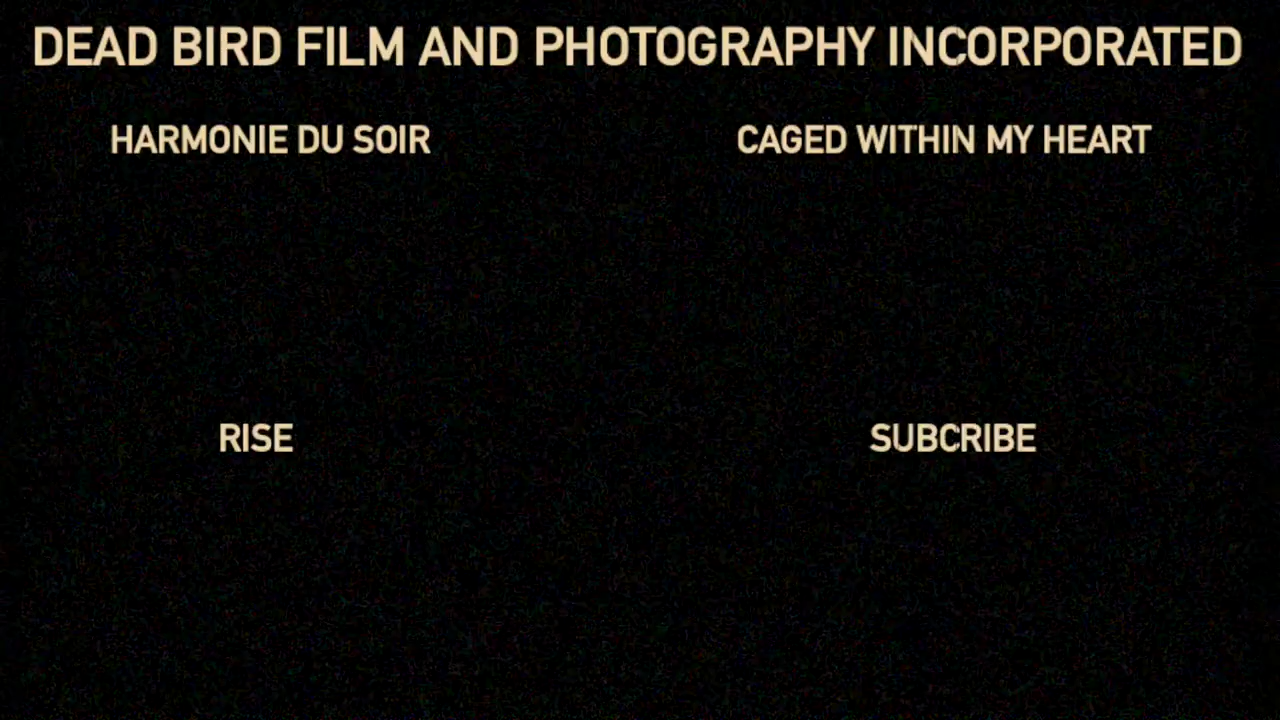 DEAD BIRD FILM AND PHOTOGRAPHY INCORPORATED
HARMONIE DU SOIR
CAGED WITHIN MY HEART
RISE
SUBCRIBE